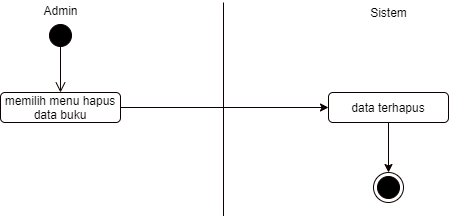 Admin
Sistem
memilih menu hapus
data buku
data terhapus